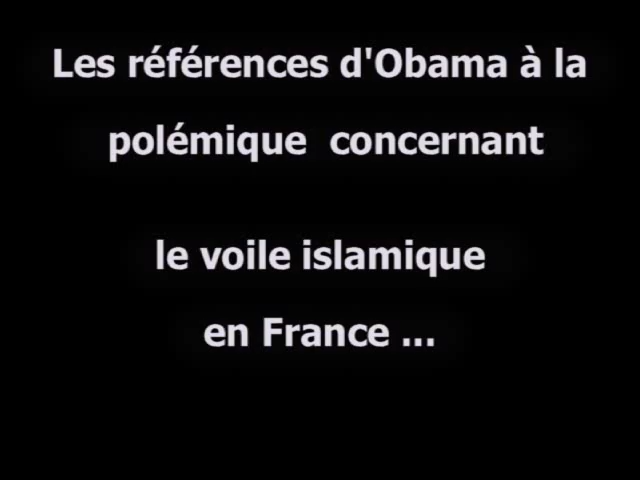 Les références d'Obama à la
polémique concernant
le voile islamique
en France ...